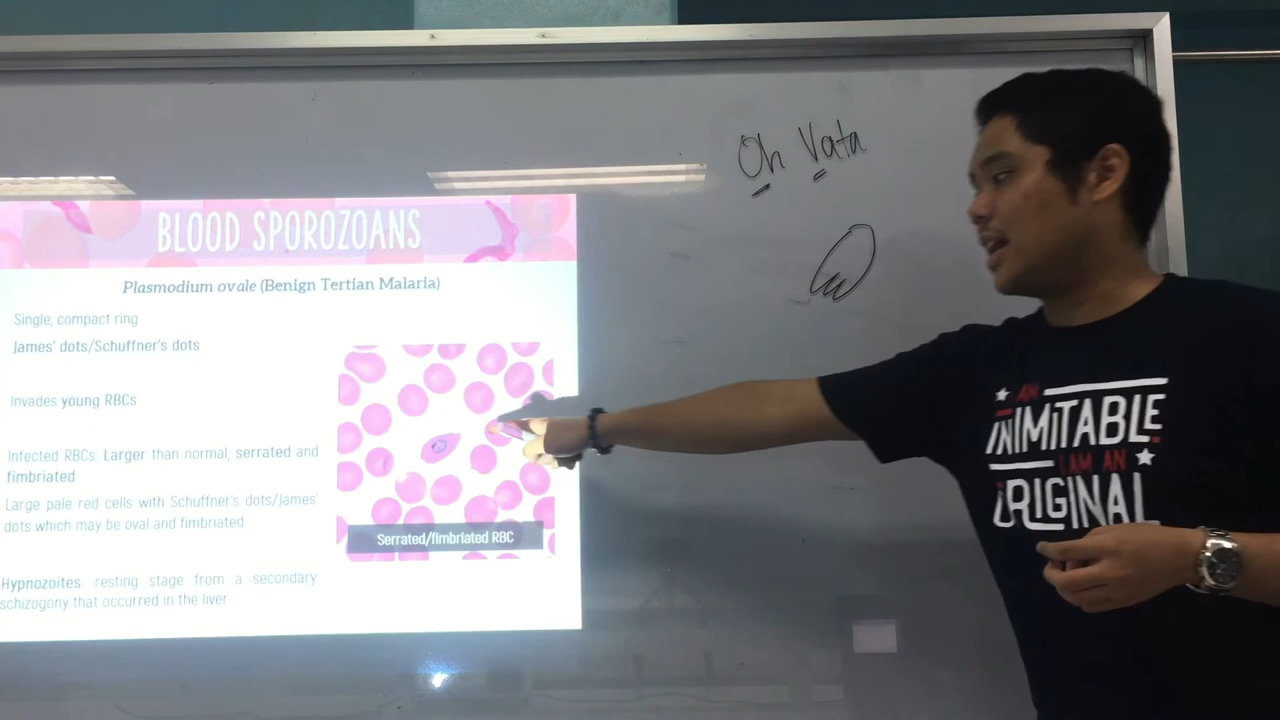 Oh Vata
BLOOD SPOROZOANS
Plasmodium ovale (Benign Tertian Malaria)
Single, compact ring
James' dots/Schuffner's dots
Invades young RBCs
Infected RBCs: Larger than normal, serrated and
fimbriated
Large pale red cells with Schuffner's dots/James'
dots which may be oval and fimbriated
Serrated/fimbriated RBC
Hypnozoites: resting stage from a secondary
schizogony that occurred in the liver
I AM
INIMITABLE
I AM AN
ORIGINAL